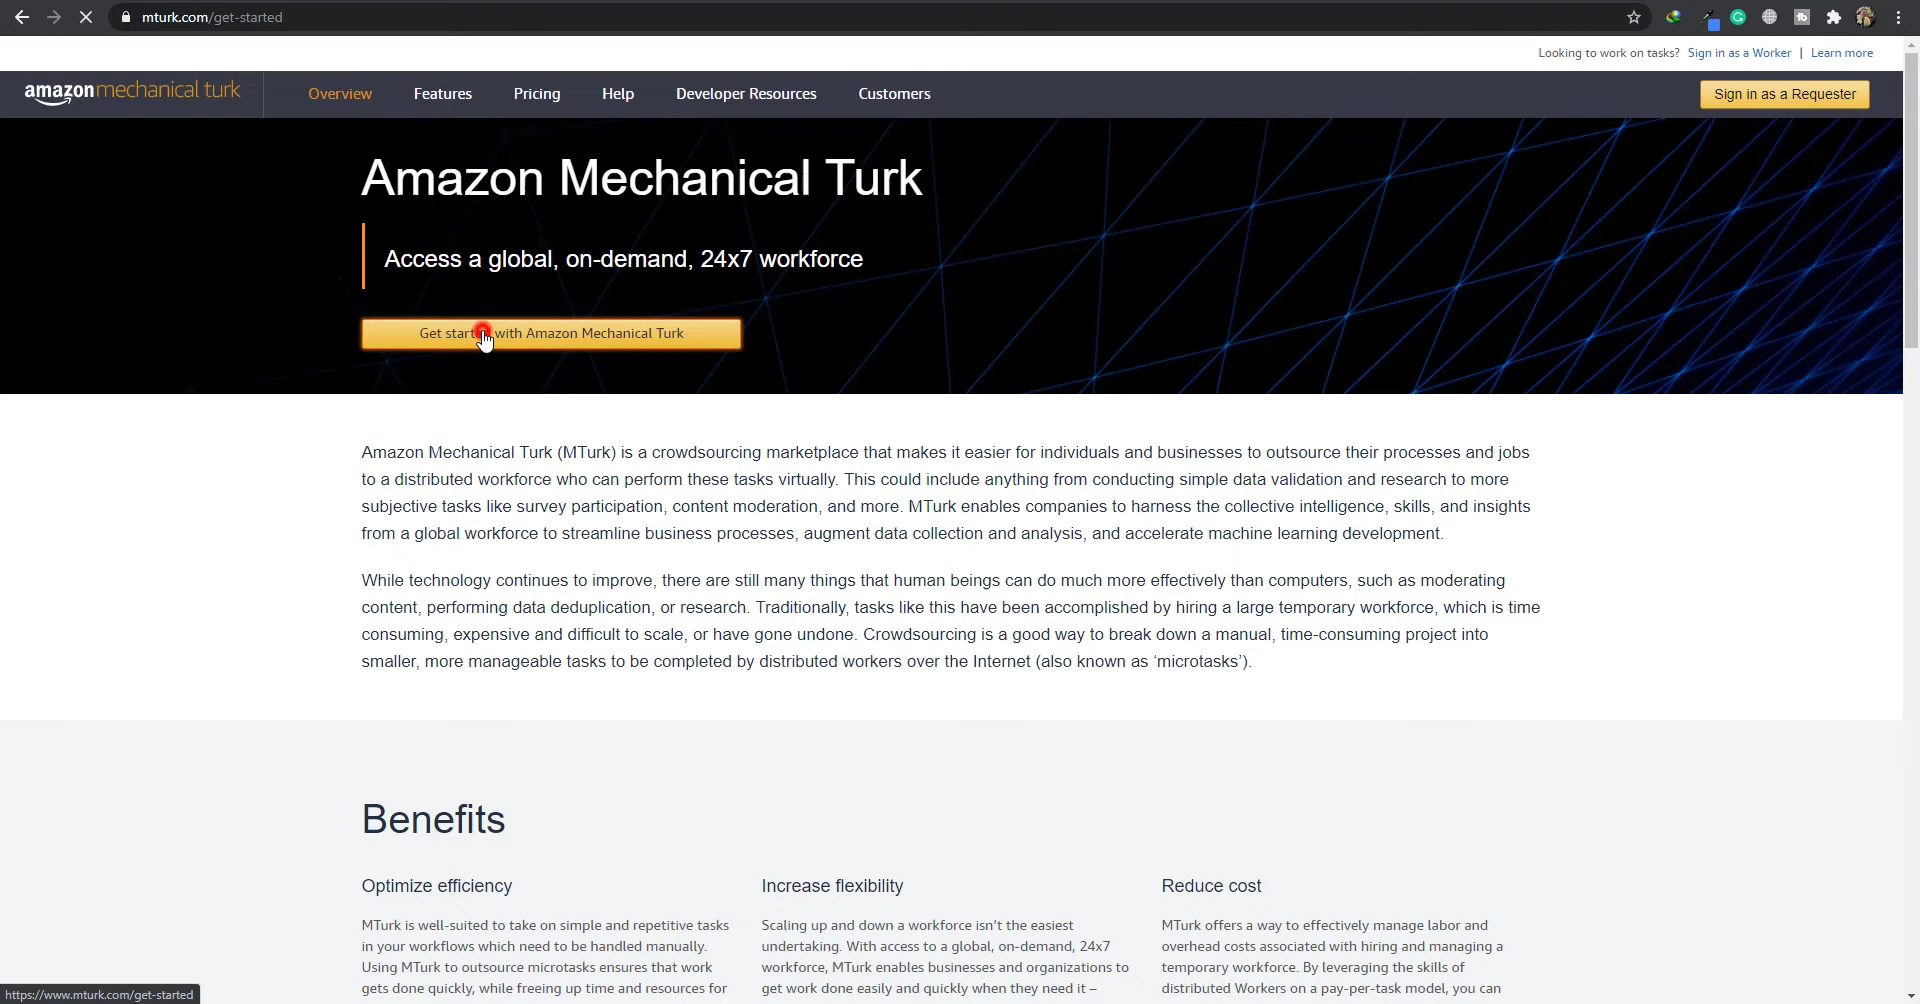 mturk.com/get-started
Looking to work on tasks? Sign in as a Worker | Learn more
amazon mechanical turk
Overview Features Pricing Help Developer Resources Customers Sign in as a Requester
Amazon Mechanical Turk
Access a global, on-demand, 24x7 workforce
Get started with Amazon Mechanical Turk
Amazon Mechanical Turk (MTurk) is a crowdsourcing marketplace that makes it easier for individuals and businesses to outsource their processes and jobs
to a distributed workforce who can perform these tasks virtually. This could include anything from conducting simple data validation and research to more
subjective tasks like survey participation, content moderation, and more. MTurk enables companies to harness the collective intelligence, skills, and insights
from a global workforce to streamline business processes, augment data collection and analysis, and accelerate machine learning development.
While technology continues to improve, there are still many things that human beings can do much more effectively than computers, such as moderating
content, performing data deduplication, or research. Traditionally, tasks like this have been accomplished by hiring a large temporary workforce, which is time
consuming, expensive and difficult to scale, or have gone undone. Crowdsourcing is a good way to break down a manual, time-consuming project into
smaller, more manageable tasks to be completed by distributed workers over the Internet (also known as ‘microtasks’).
Benefits
Optimize efficiency
MTurk is well-suited to take on simple and repetitive tasks
in your workflows which need to be handled manually.
Using MTurk to outsource microtasks ensures that work
gets done quickly, while freeing up time and resources for
Increase flexibility
Scaling up and down a workforce isn’t the easiest
undertaking. With access to a global, on-demand, 24x7
workforce, MTurk enables businesses and organizations to
get work done easily and quickly when they need it –
Reduce cost
MTurk offers a way to effectively manage labor and
overhead costs associated with hiring and managing a
temporary workforce. By leveraging the skills of
distributed Workers on a pay-per-task model, you can
https://www.mturk.com/get-started